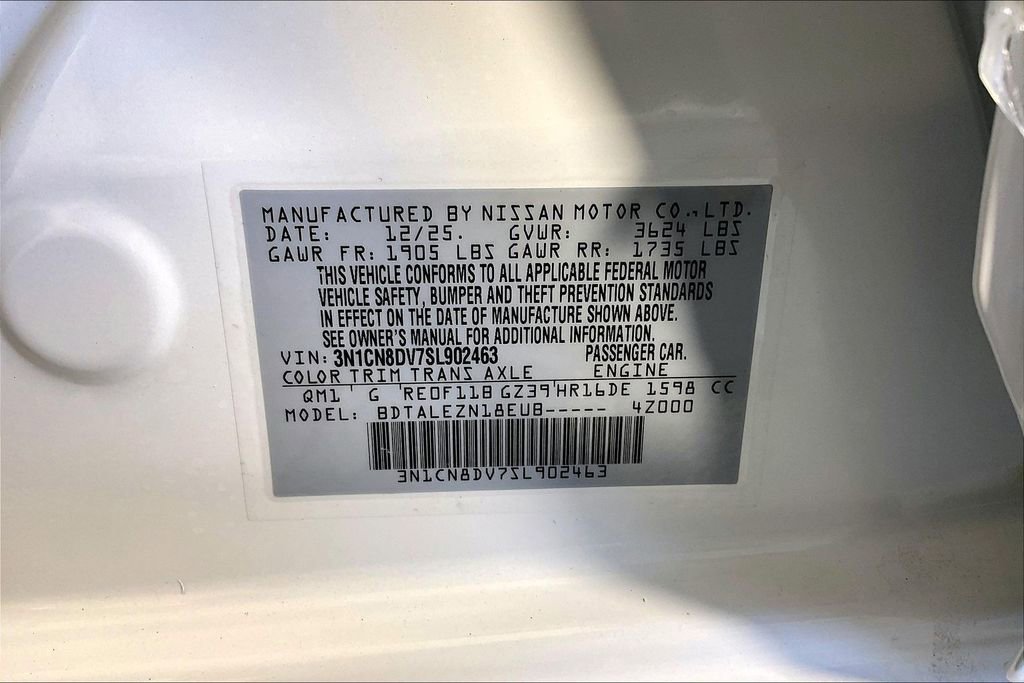 MANUFACTURED BY NISSAN MOTOR CO., LTD.
DATE: 12/25. GVWR: 3624 LBS
GAWR FR: 1905 LBS GAWR RR: 1735 LBS
THIS VEHICLE CONFORMS TO ALL APPLICABLE FEDERAL MOTOR
VEHICLE SAFETY, BUMPER AND THEFT PREVENTION STANDARDS
IN EFFECT ON THE DATE OF MANUFACTURE SHOWN ABOVE.
SEE OWNER'S MANUAL FOR ADDITIONAL INFORMATION.
VIN: 3N1CN8DV7SL902463 PASSENGER CAR.
COLOR TRIM TRANS AXLE ENGINE
QM1 ' G RE0F11B GZ39 HR16DE 1598 CC
MODEL: BDTALEZN18EUB----- 4Z000
3N1CN8DV7SL902463